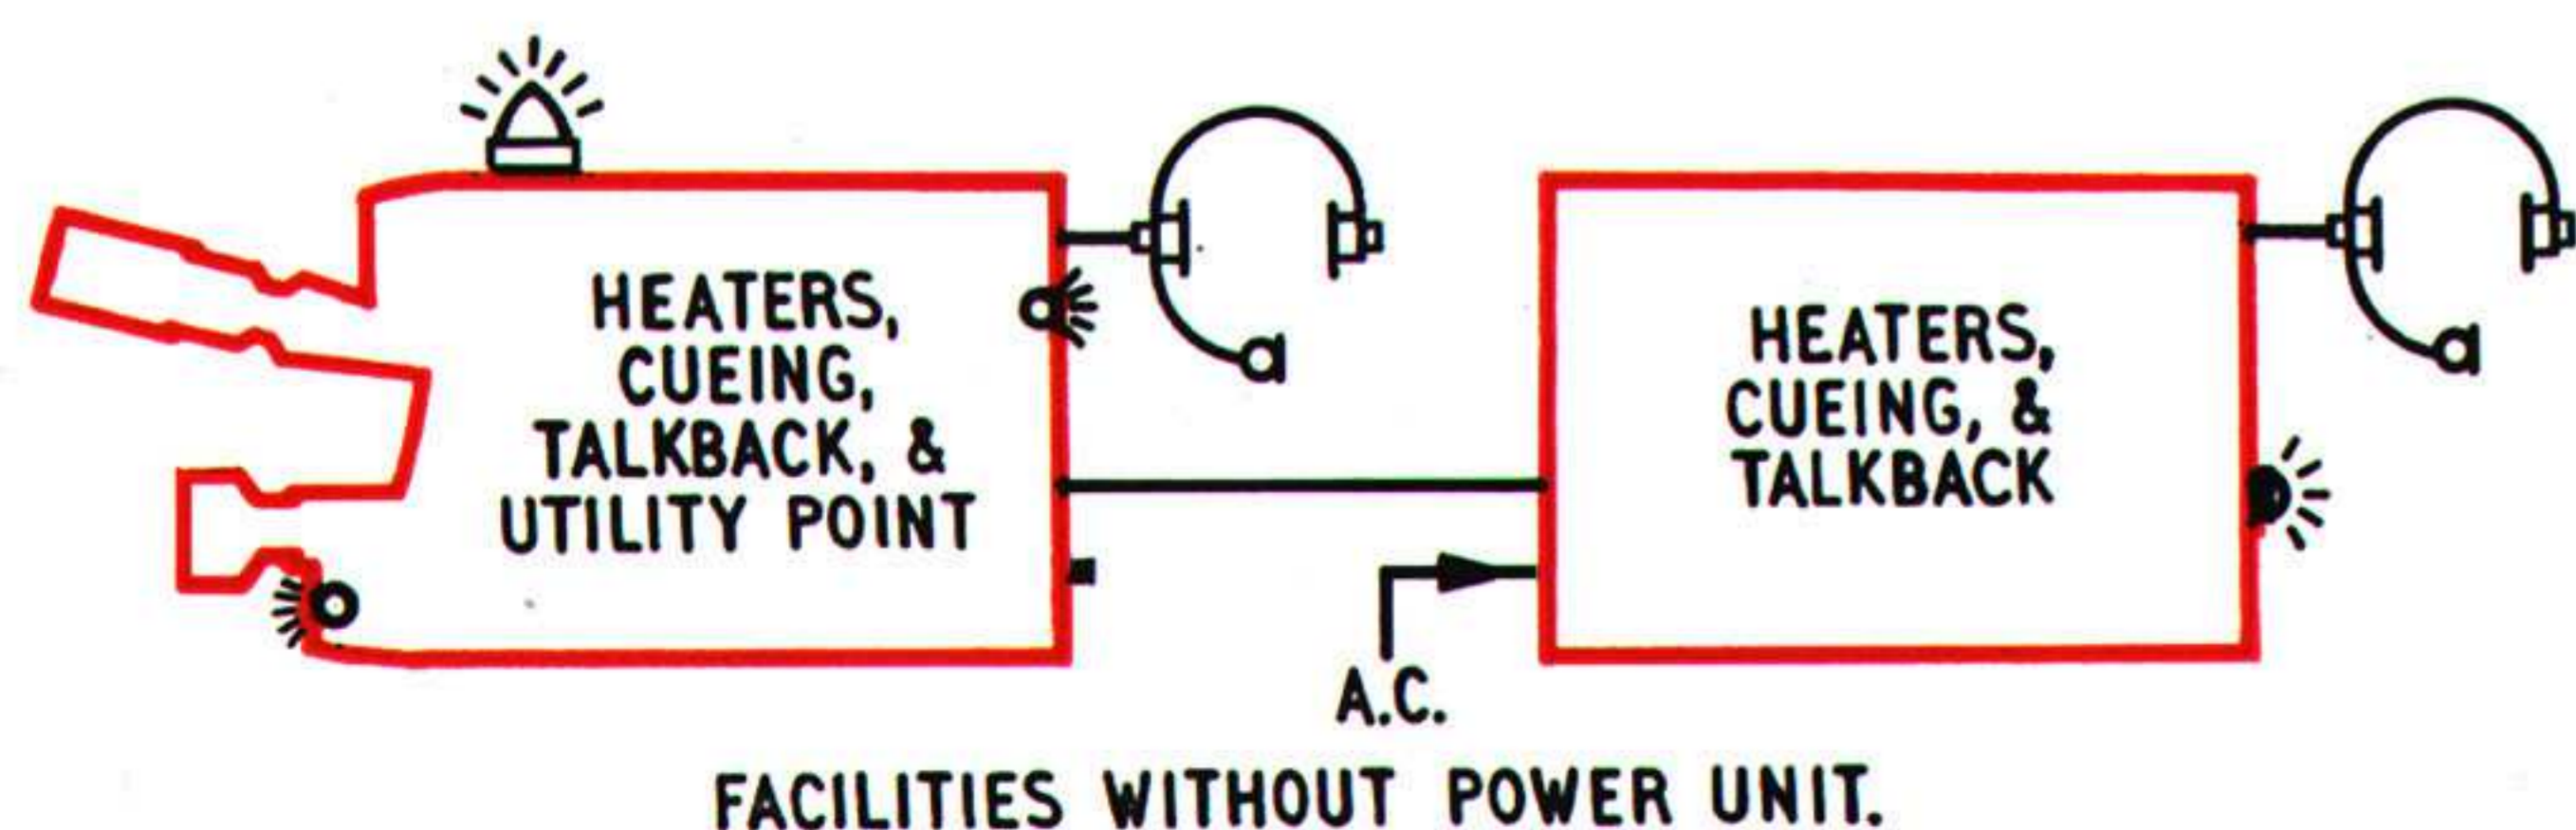 HEATERS,
CUEING,
TALKBACK, &
UTILITY POINT
HEATERS,
CUEING, &
TALKBACK
A.C.
FACILITIES WITHOUT POWER UNIT.